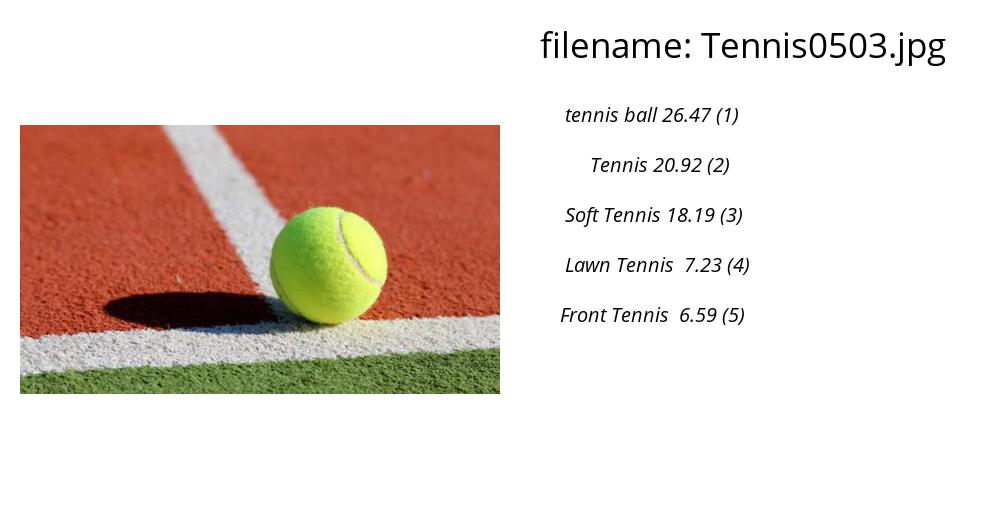 filename: Tennis0503.jpg
tennis ball 26.47 (1)
Tennis 20.92 (2)
Soft Tennis 18.19 (3)
Lawn Tennis  7.23 (4)
Front Tennis  6.59 (5)